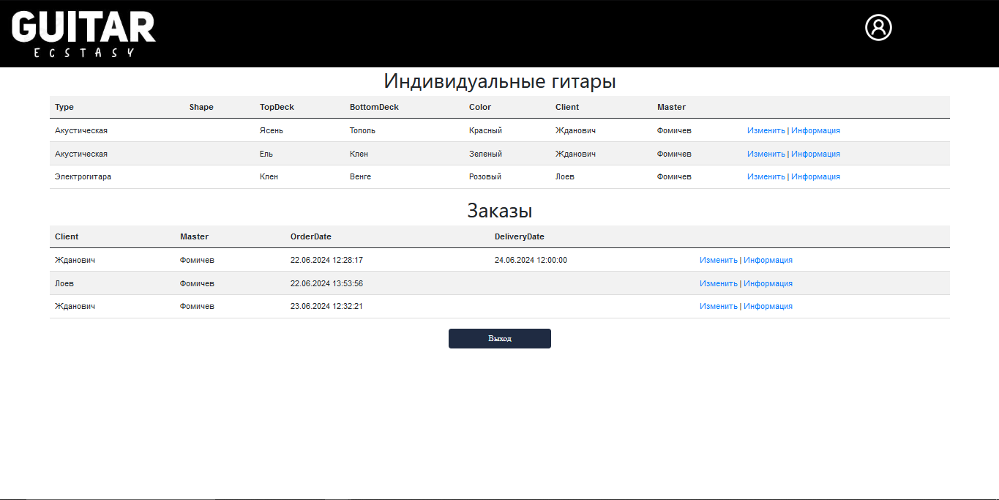 GUITAR
ECSTASY
Индивидуальные гитары
Type Shape TopDeck BottomDeck Color Client Master
Акустическая Ясень Тополь Красный Жданович Фомичев Изменить | Информация
Акустическая Ель Клен Зеленый Жданович Фомичев Изменить | Информация
Электрогитара Клен Венге Розовый Лоев Фомичев Изменить | Информация
Заказы
Client Master OrderDate DeliveryDate
Жданович Фомичев 22.06.2024 12:28:17 24.06.2024 12:00:00 Изменить | Информация
Лоев Фомичев 22.06.2024 13:53:56 Изменить | Информация
Жданович Фомичев 23.06.2024 12:32:21 Изменить | Информация
Выход